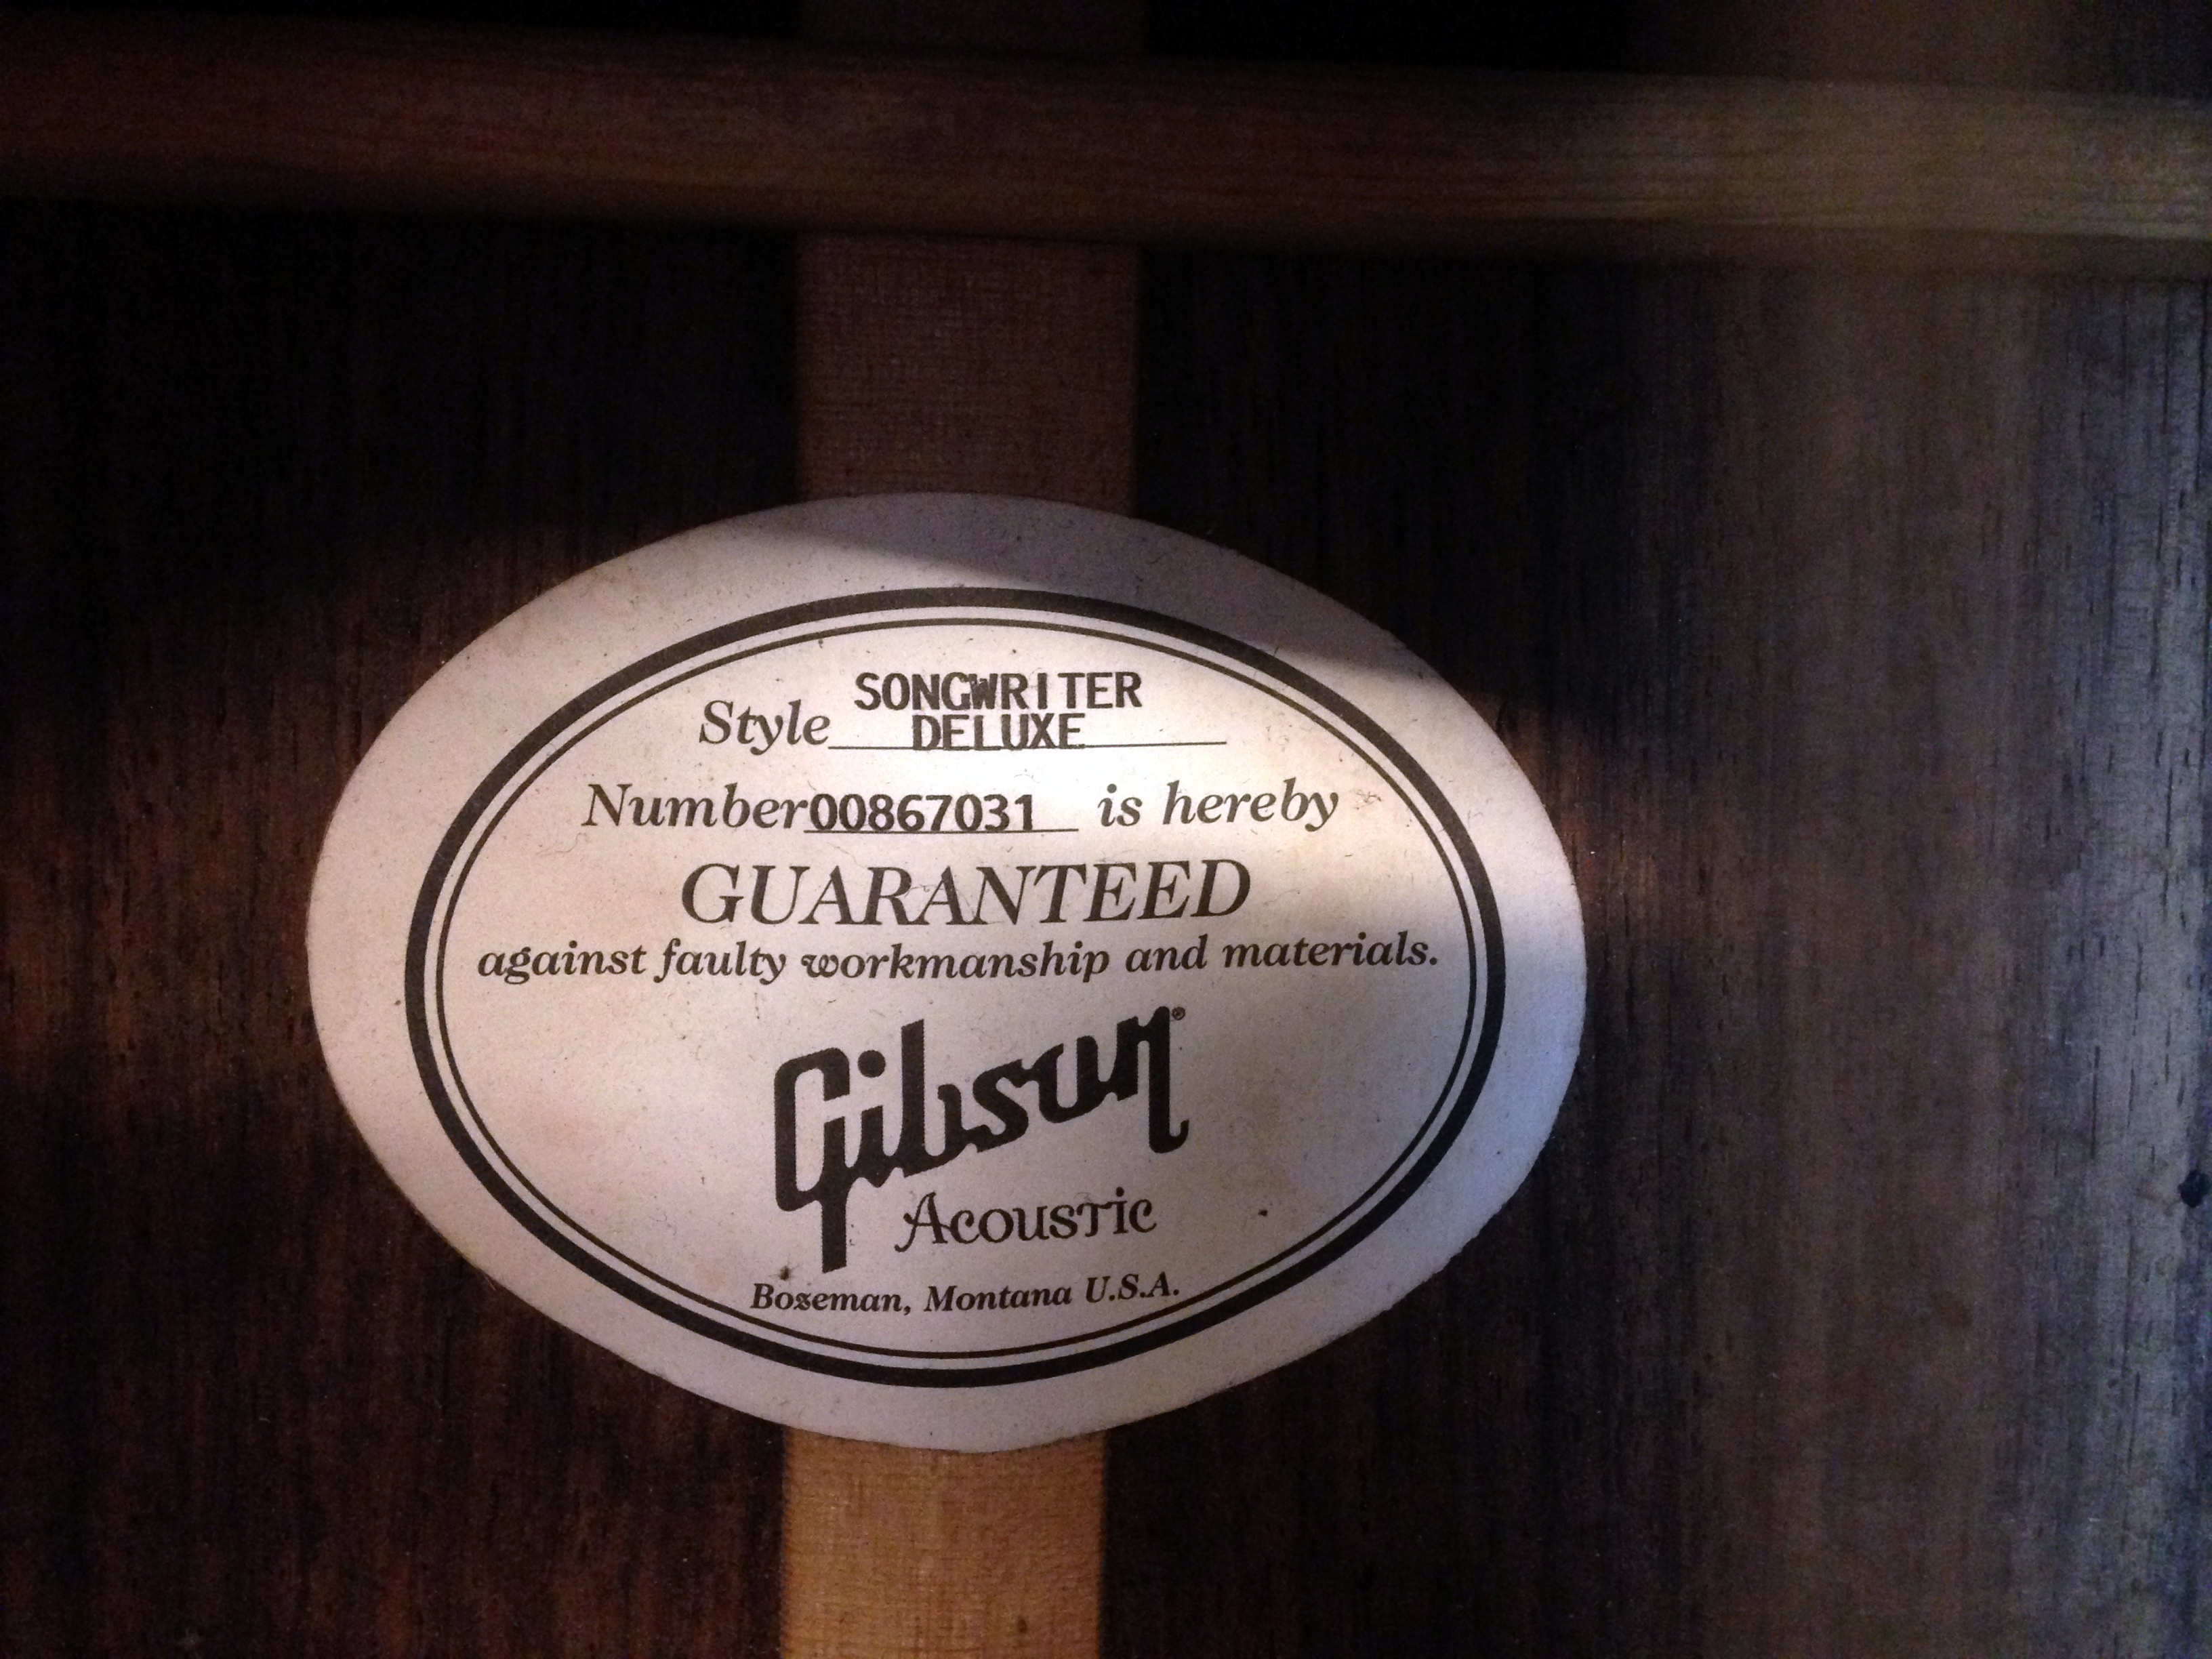 SONGWRITER
Style DELUXE
Number 00867031 is hereby
GUARANTEED
against faulty workmanship and materials.
Gibson®
Acoustic
Bozeman, Montana U.S.A.